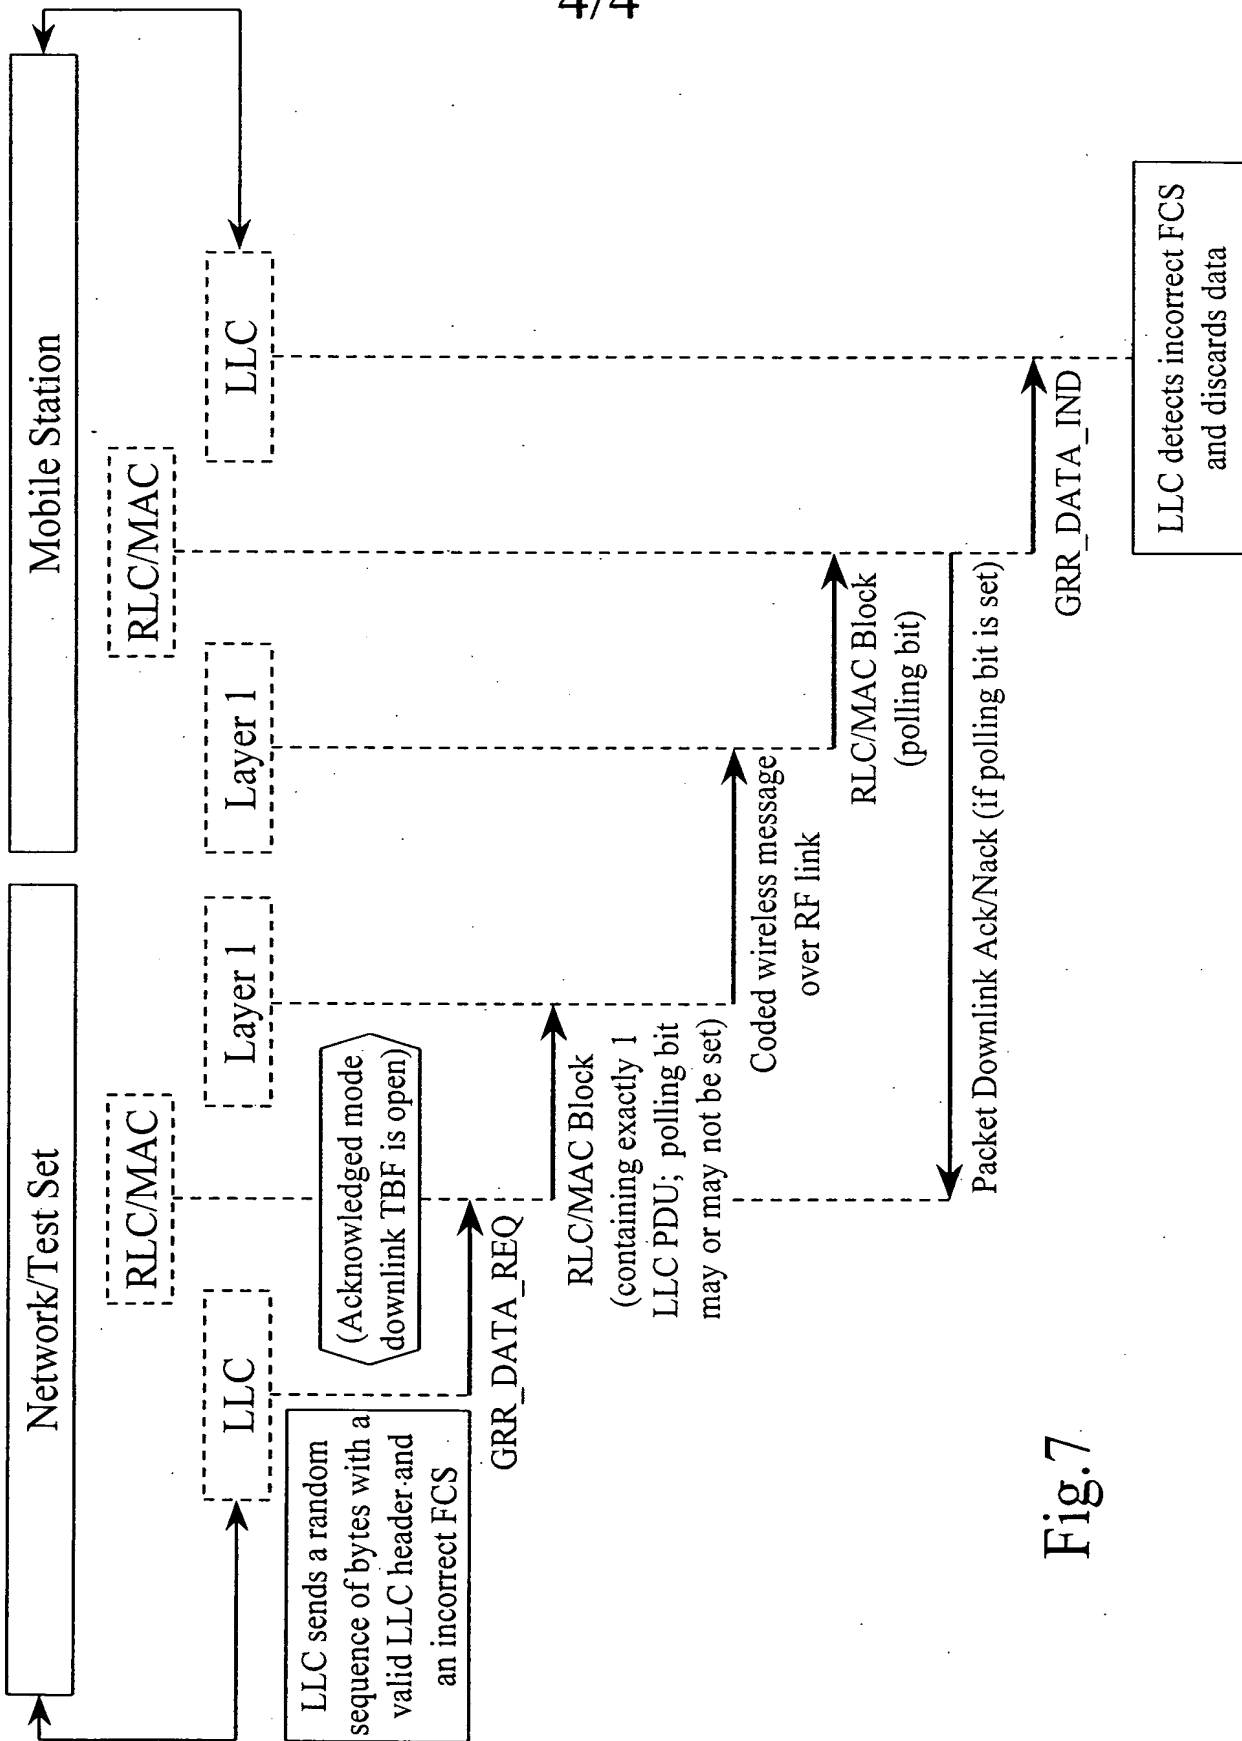 4/4
Network/Test Set
Mobile Station
RLC/MAC
RLC/MAC
LLC
Layer 1
Layer 1
LLC
(Acknowledged mode
downlink TBF is open)
LLC sends a random
sequence of bytes with a
valid LLC header and
an incorrect FCS
GRR_DATA_REQ
RLC/MAC Block
(containing exactly 1
LLC PDU; polling bit
may or may not be set)
Coded wireless message
over RF link
RLC/MAC Block
(polling bit)
Packet Downlink Ack/Nack (if polling bit is set)
GRR_DATA_IND
LLC detects incorrect FCS
and discards data
Fig.7